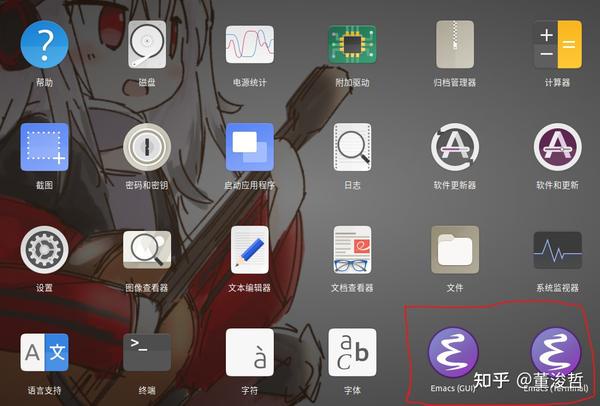 帮助
磁盘
电源统计
附加驱动
归档管理器
计算器
截图
密码和密钥
启动应用程序
日志
软件更新器
软件和更新
设置
图像查看器
文本编辑器
文档查看器
文件
系统监视器
A 文
>_
à
a b c
语言支持
终端
字符
字体
Emacs (GUI)
Emacs (Terminal)
知乎 @董浚哲